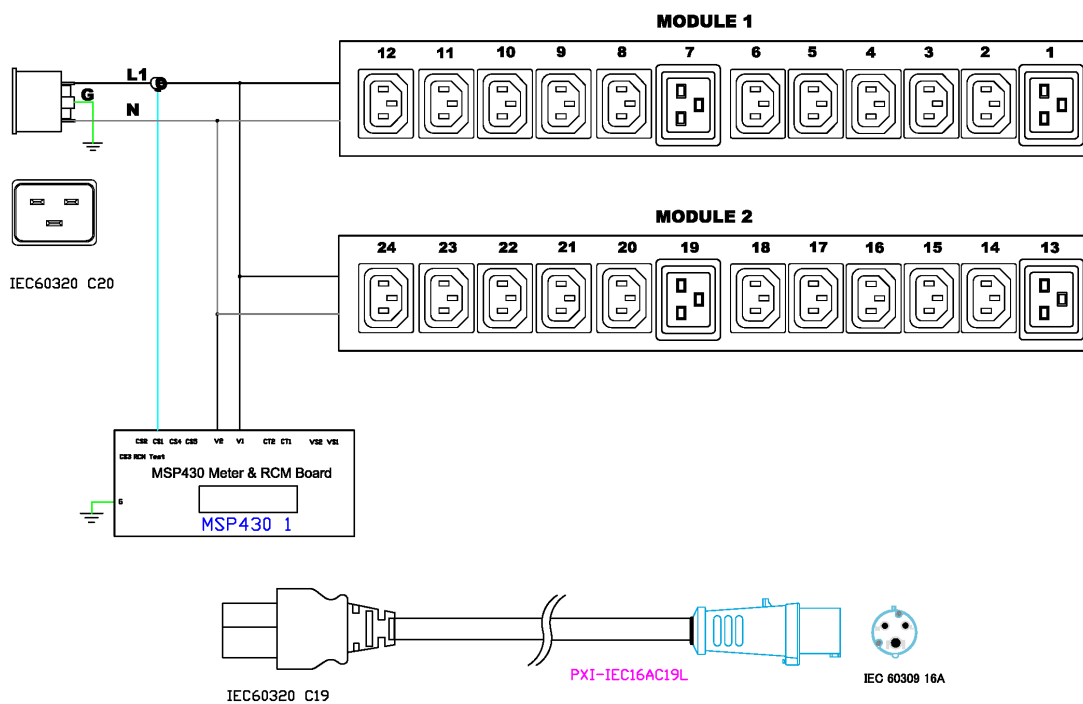 MODULE 1
12 11 10 9 8 7 6 5 4 3 2 1
L1
G
N
MODULE 2
24 23 22 21 20 19 18 17 16 15 14 13
IEC60320 C20
CS2 CS1 CS4 CS5 V2 V1 CT2 CT1 VS2 VS1
CS3 RCM Test
MSP430 Meter & RCM Board
G
MSP430 1
PXI-IEC16AC19L
IEC 60309 16A
IEC60320 C19